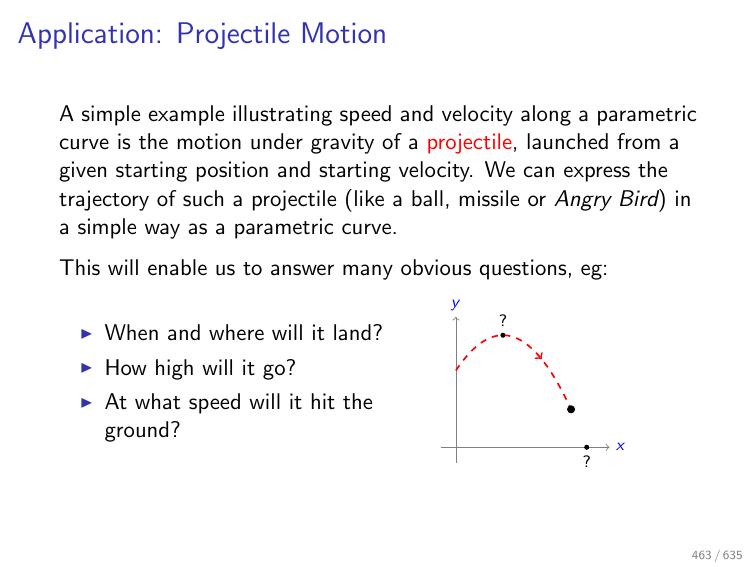 Application: Projectile Motion
A simple example illustrating speed and velocity along a parametric
curve is the motion under gravity of a projectile, launched from a
given starting position and starting velocity. We can express the
trajectory of such a projectile (like a ball, missile or Angry Bird) in
a simple way as a parametric curve.
This will enable us to answer many obvious questions, eg:
▶ When and where will it land?
▶ How high will it go?
▶ At what speed will it hit the
ground?
y
?
x
?
463 / 635